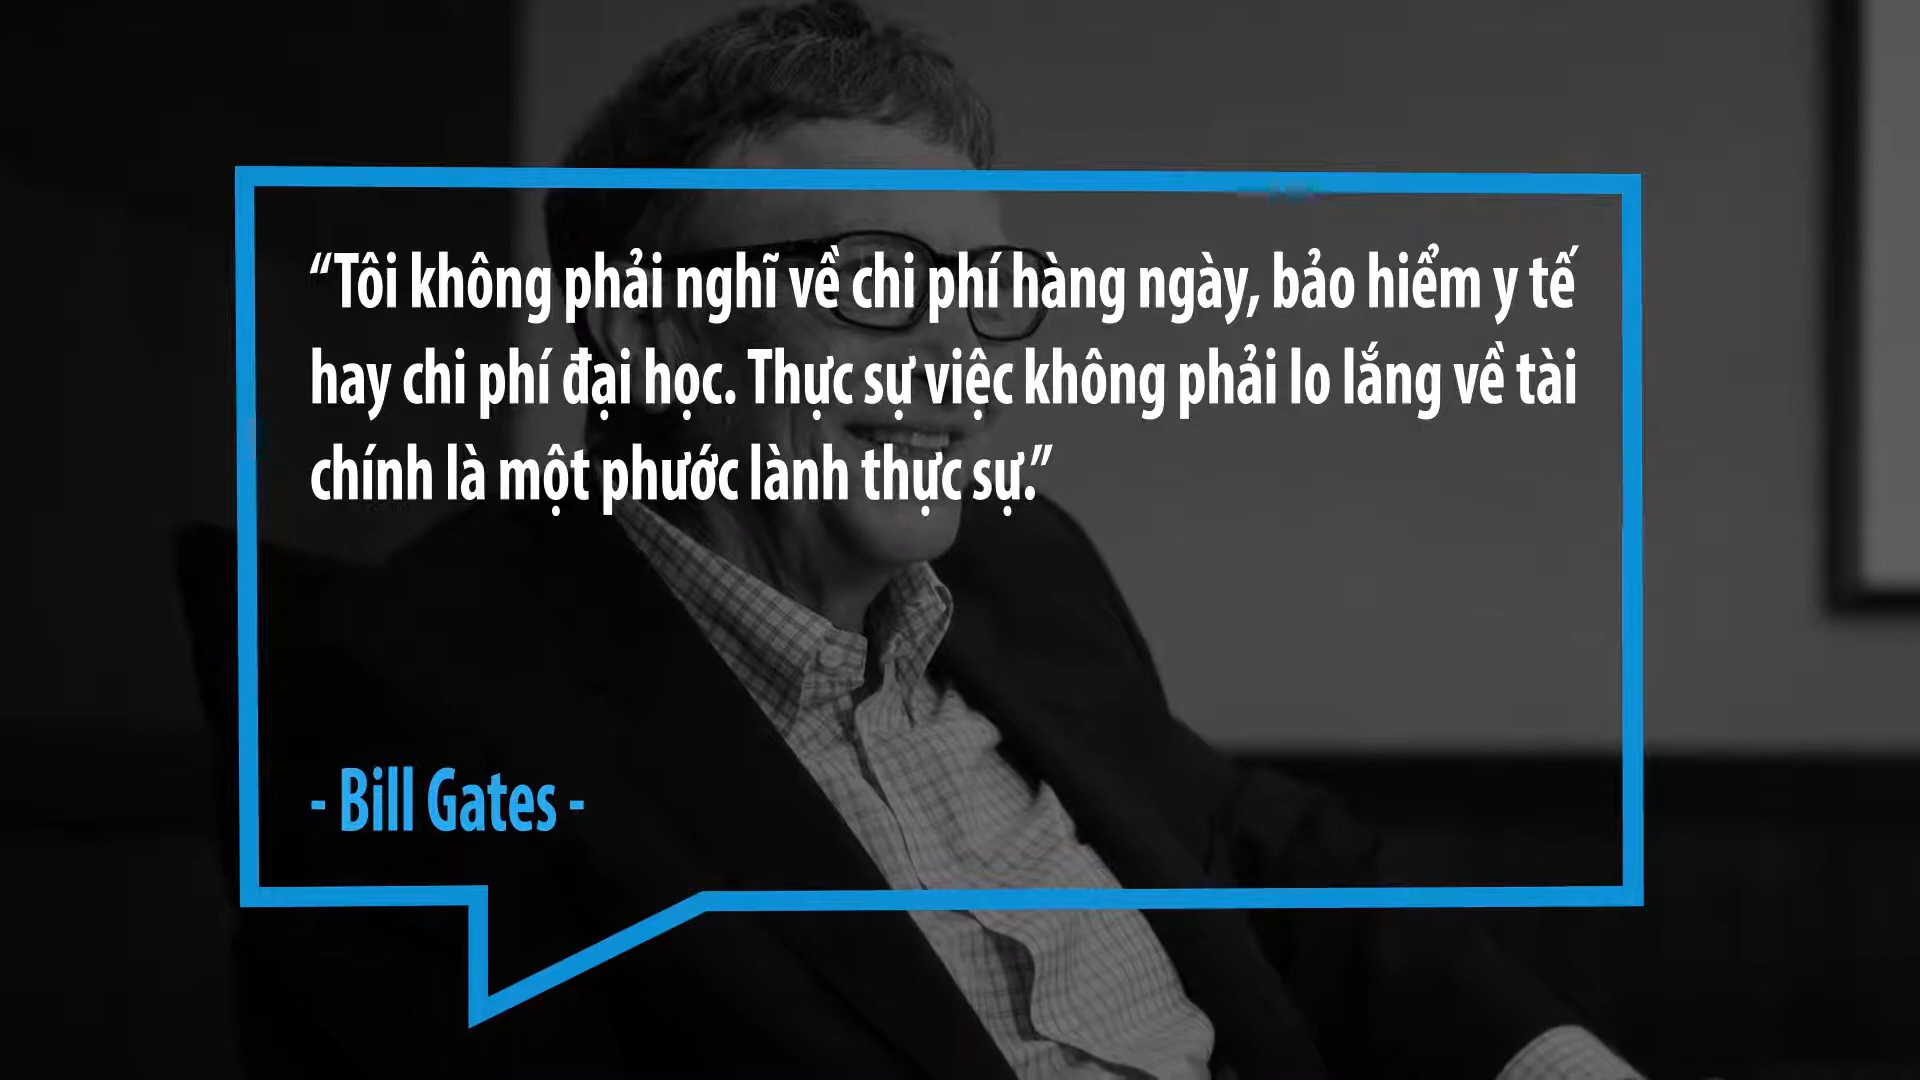 “Tôi không phải nghĩ về chi phí hàng ngày, bảo hiểm y tế
hay chi phí đại học. Thực sự việc không phải lo lắng về tài
chính là một phước lành thực sự.”
- Bill Gates -